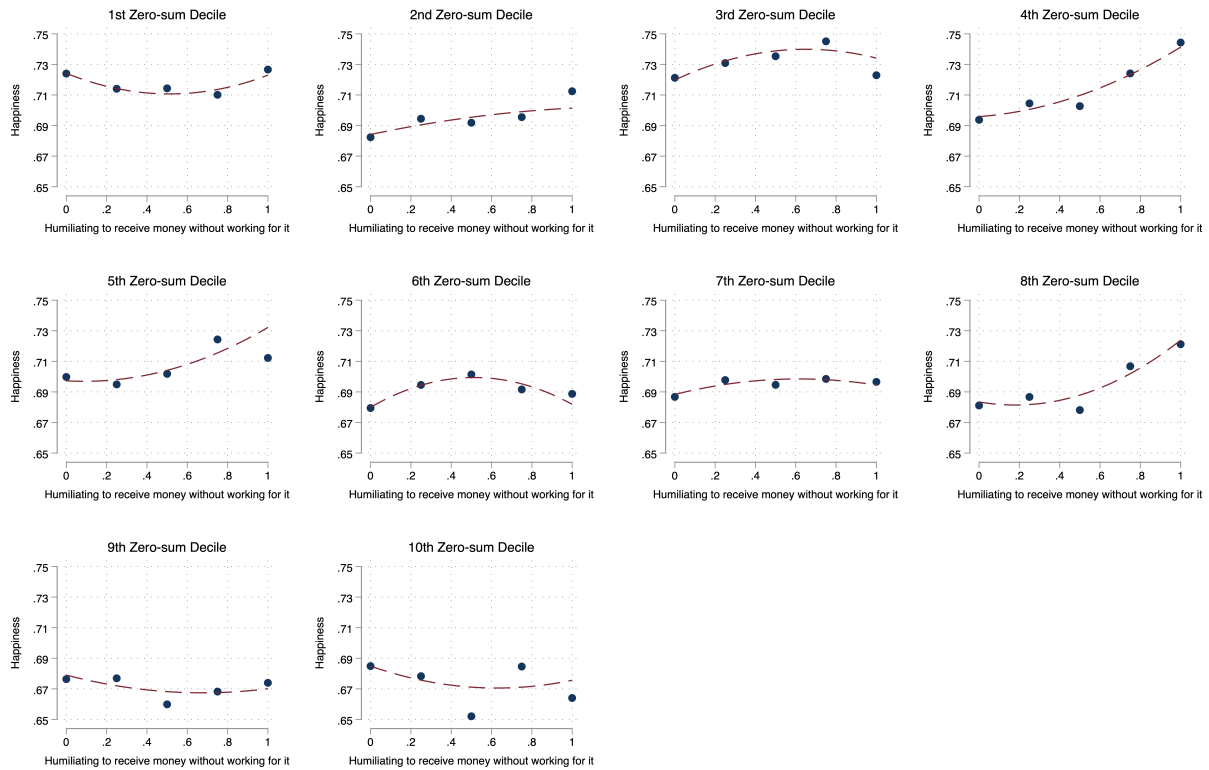 1st Zero-sum Decile
Happiness
.75
.73
.71
.69
.67
.65
0 .2 .4 .6 .8 1
Humiliating to receive money without working for it
2nd Zero-sum Decile
Happiness
.75
.73
.71
.69
.67
.65
0 .2 .4 .6 .8 1
Humiliating to receive money without working for it
3rd Zero-sum Decile
Happiness
.75
.73
.71
.69
.67
.65
0 .2 .4 .6 .8 1
Humiliating to receive money without working for it
4th Zero-sum Decile
Happiness
.75
.73
.71
.69
.67
.65
0 .2 .4 .6 .8 1
Humiliating to receive money without working for it
5th Zero-sum Decile
Happiness
.75
.73
.71
.69
.67
.65
0 .2 .4 .6 .8 1
Humiliating to receive money without working for it
6th Zero-sum Decile
Happiness
.75
.73
.71
.69
.67
.65
0 .2 .4 .6 .8 1
Humiliating to receive money without working for it
7th Zero-sum Decile
Happiness
.75
.73
.71
.69
.67
.65
0 .2 .4 .6 .8 1
Humiliating to receive money without working for it
8th Zero-sum Decile
Happiness
.75
.73
.71
.69
.67
.65
0 .2 .4 .6 .8 1
Humiliating to receive money without working for it
9th Zero-sum Decile
Happiness
.75
.73
.71
.69
.67
.65
0 .2 .4 .6 .8 1
Humiliating to receive money without working for it
10th Zero-sum Decile
Happiness
.75
.73
.71
.69
.67
.65
0 .2 .4 .6 .8 1
Humiliating to receive money without working for it